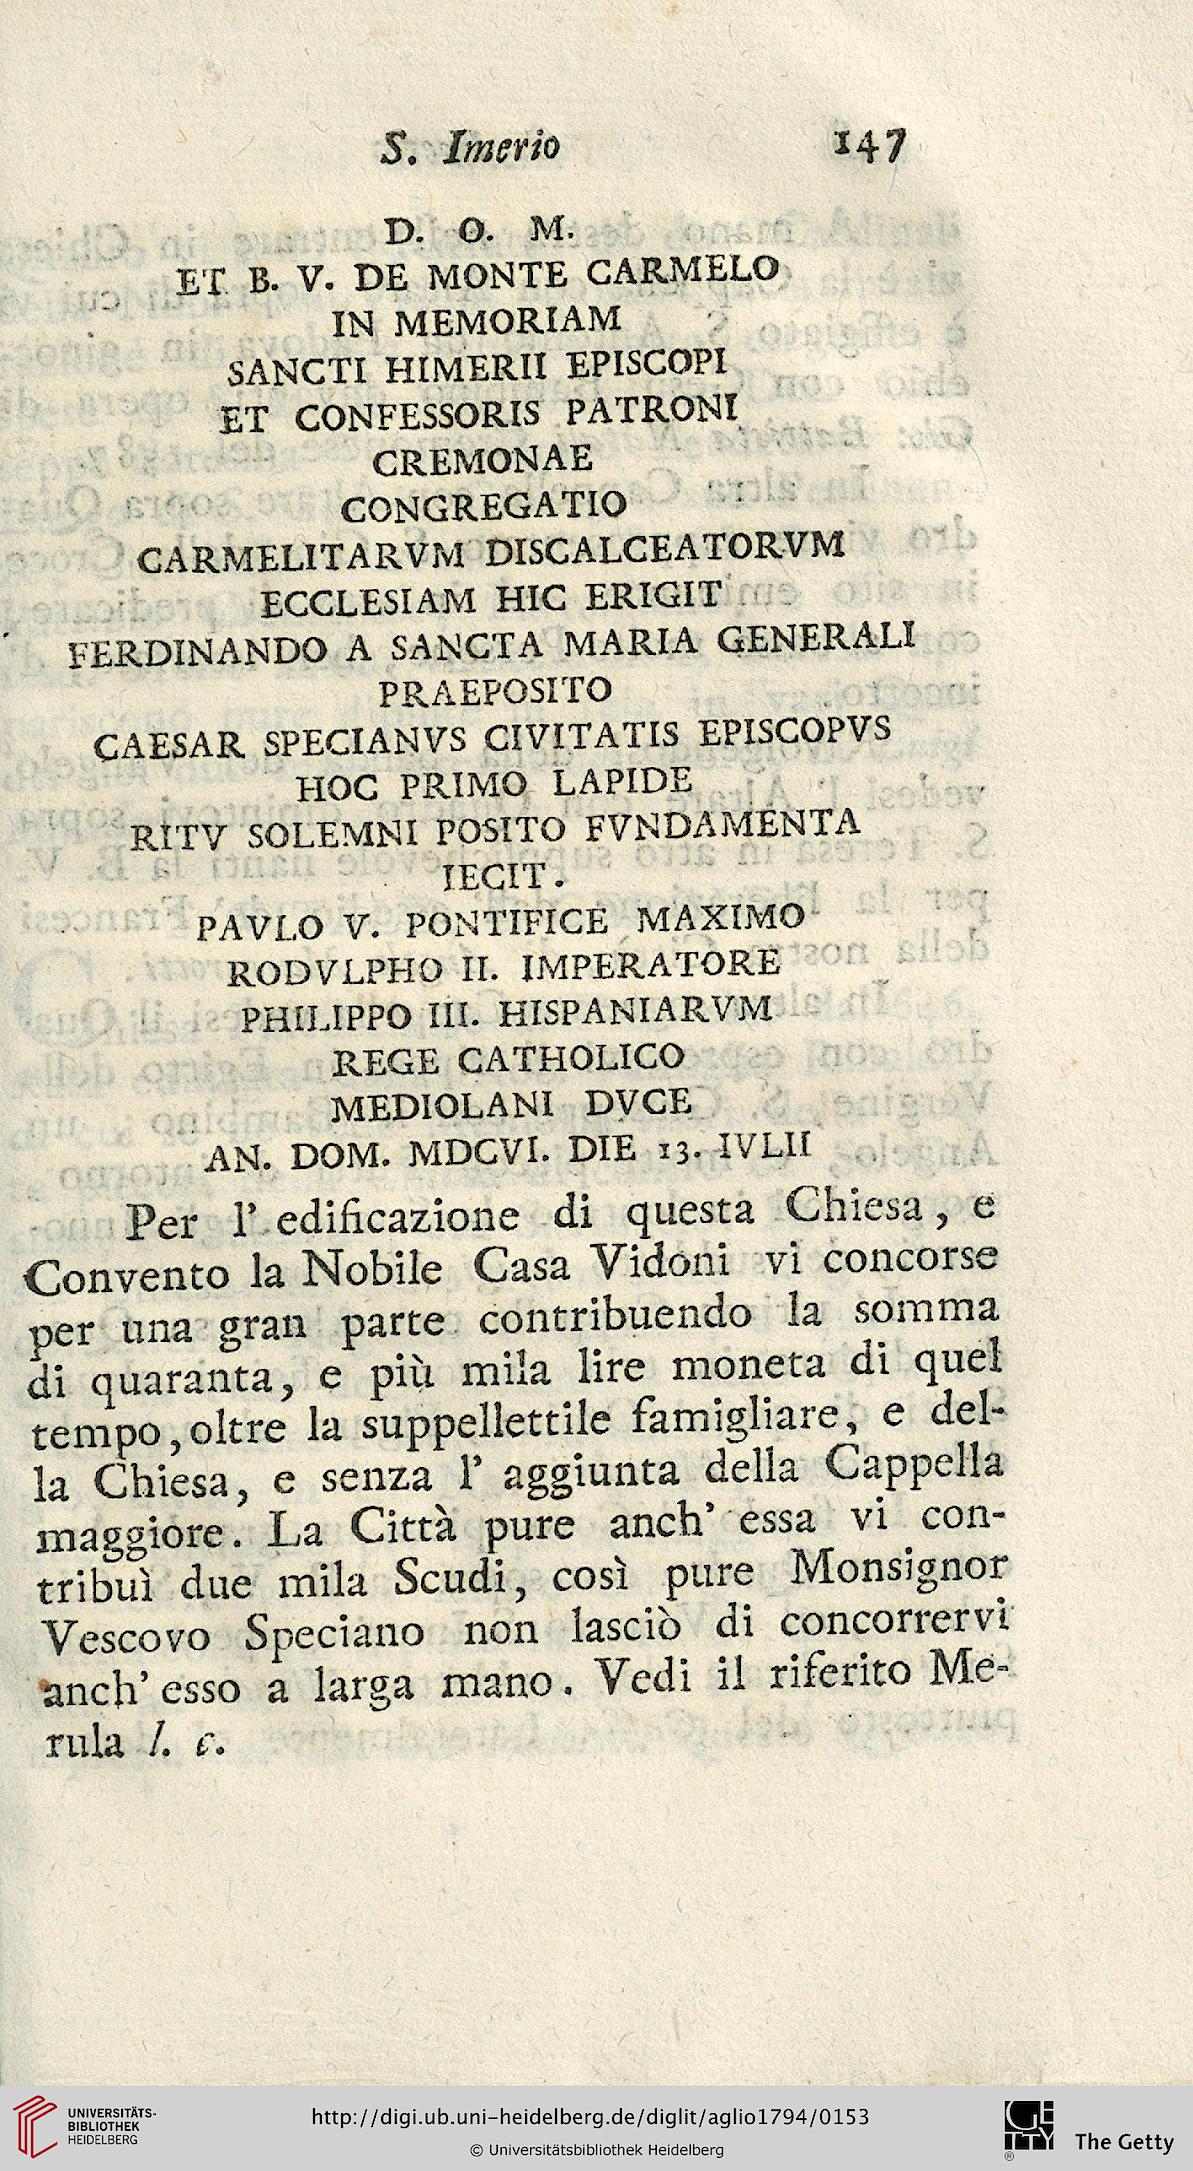 S. Imerio 147
D. O. M.
ET B. V. DE MONTE CARMELO
IN MEMORIAM
SANCTI HIMERII EPISCOPI
ET CONFESSORIS PATRONI
CREMONAE
CONGREGATIO
CARMELITARVM DISCALCEATORVM
ECCLESIAM HIC ERIGIT
FERDINANDO A SANCTA MARIA GENERALI
PRAEPOSITO
CAESAR SPECIANVS CIVITATIS EPISCOPVS
HOC PRIMO LAPIDE
RITV SOLEMNI POSITO FVNDAMENTA
IECIT.
PAVLO V. PONTIFICE MAXIMO
RODVLPHO II. IMPERATORE
PHILIPPO III. HISPANIARVM
REGE CATHOLICO
MEDIOLANI DVCE
AN. DOM. MDCVI. DIE 13. IVLII
Per l' edificazione di questa Chiesa, e
Convento la Nobile Casa Vidoni vi concorse
per una gran parte contribuendo la somma
di quaranta, e più mila lire moneta di quel
tempo, oltre la suppellettile famigliare, e del-
la Chiesa, e senza l' aggiunta della Cappella
maggiore. La Città pure anch' essa vi con-
tribuì due mila Scudi, così pure Monsignor
Vescovo Speciano non lasciò di concorrervi
anch' esso a larga mano. Vedi il riferito Me-
rula l. c.
UNIVERSITÄTS-
BIBLIOTHEK
HEIDELBERG
http://digi.ub.uni-heidelberg.de/diglit/aglio1794/0153
© Universitätsbibliothek Heidelberg
GETTY
®
The Getty